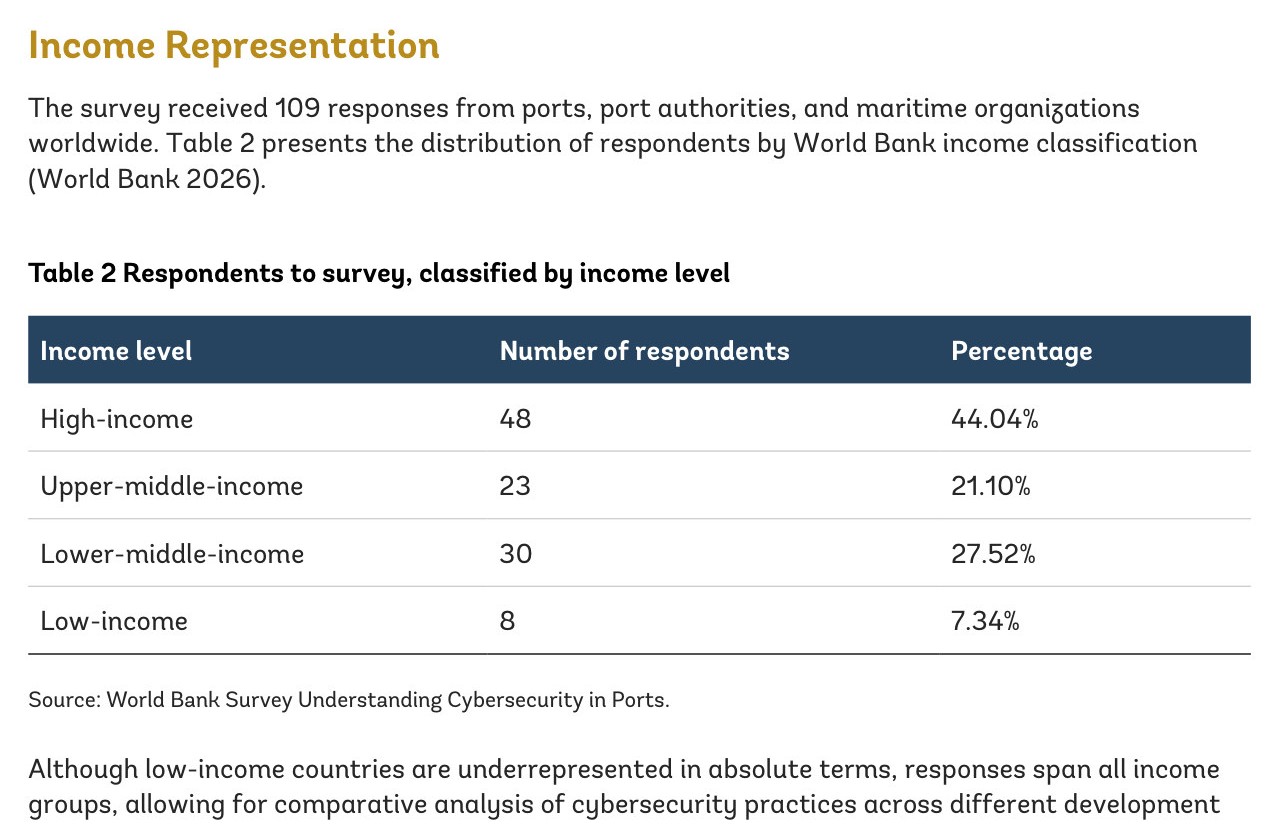 Income Representation
The survey received 109 responses from ports, port authorities, and maritime organizations
worldwide. Table 2 presents the distribution of respondents by World Bank income classification
(World Bank 2026).
Table 2 Respondents to survey, classified by income level
Income level Number of respondents Percentage
High-income 48 44.04%
Upper-middle-income 23 21.10%
Lower-middle-income 30 27.52%
Low-income 8 7.34%
Source: World Bank Survey Understanding Cybersecurity in Ports.
Although low-income countries are underrepresented in absolute terms, responses span all income
groups, allowing for comparative analysis of cybersecurity practices across different development